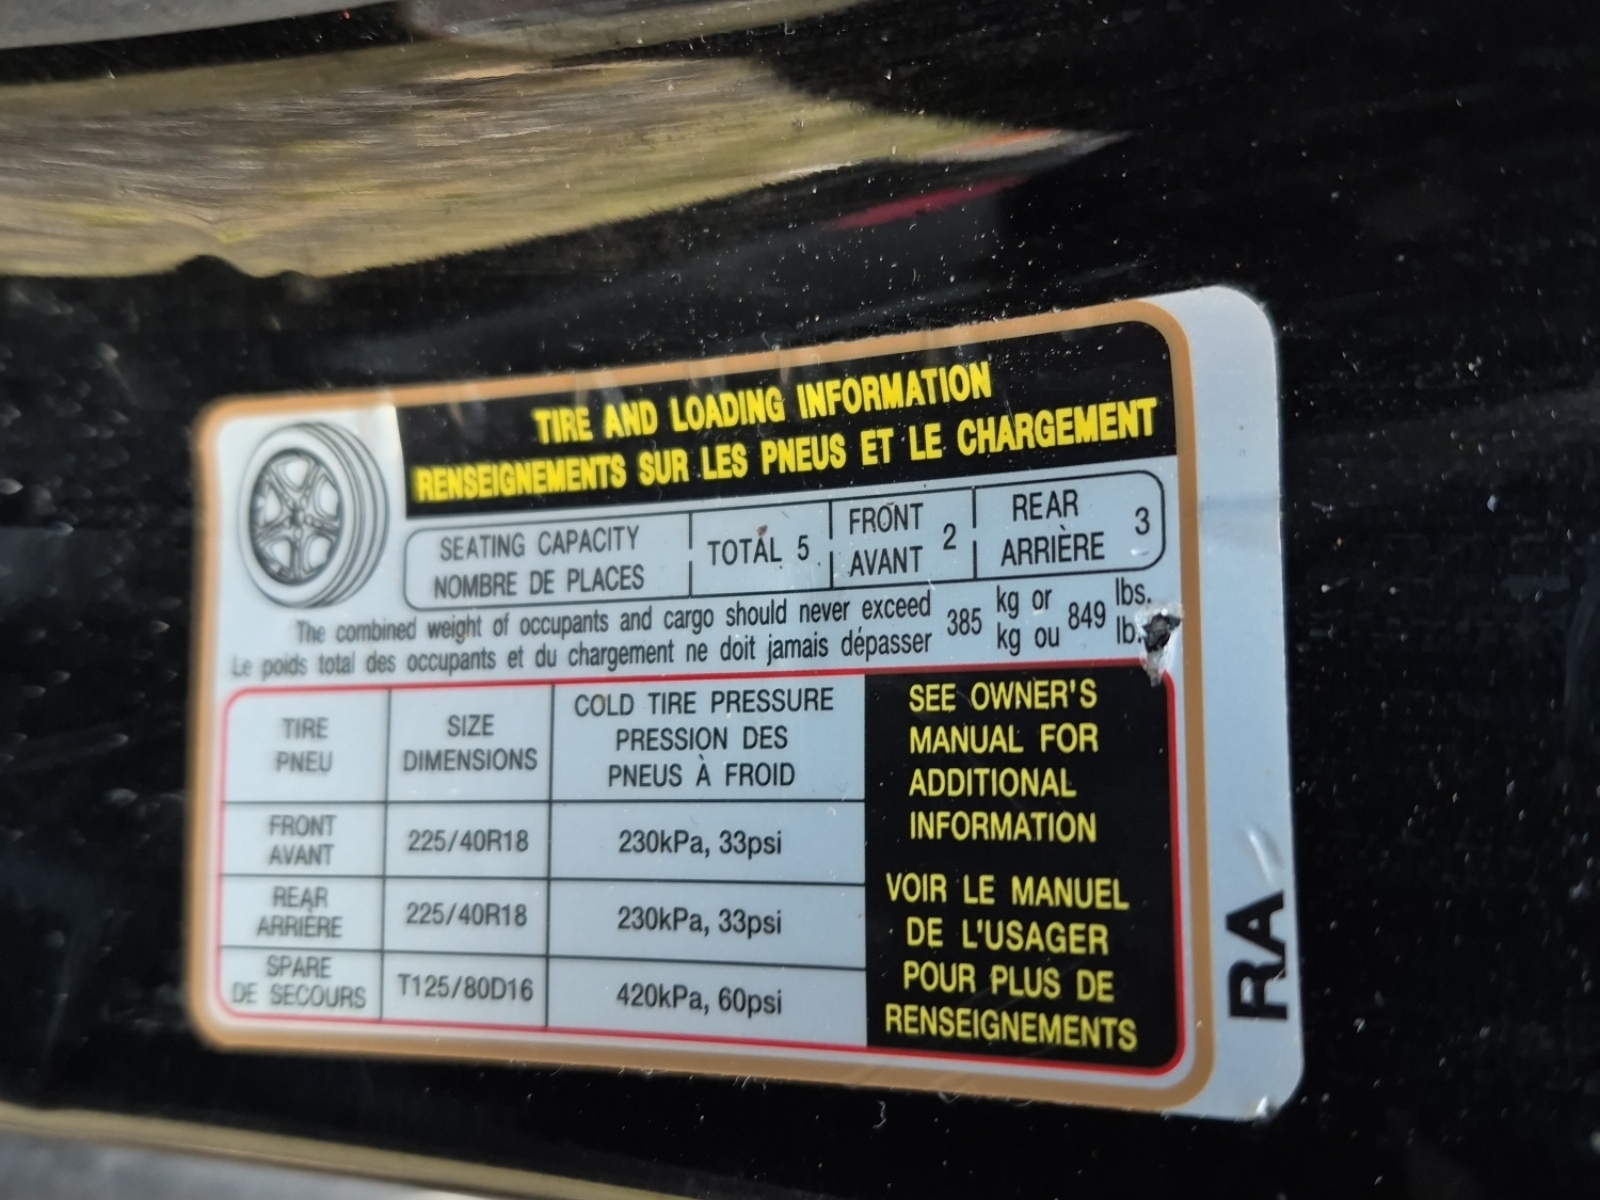 TIRE AND LOADING INFORMATION
RENSEIGNEMENTS SUR LES PNEUS ET LE CHARGEMENT
SEATING CAPACITY
NOMBRE DE PLACES
TOTAL 5
FRONT
AVANT
2
REAR
ARRIÈRE
3
The combined weight of occupants and cargo should never exceed 385 kg or 849 lbs.
Le poids total des occupants et du chargement ne doit jamais dépasser kg ou lb.
TIRE
PNEU
SIZE
DIMENSIONS
COLD TIRE PRESSURE
PRESSION DES
PNEUS À FROID
FRONT
AVANT
225/40R18
230kPa, 33psi
REAR
ARRIÈRE
225/40R18
230kPa, 33psi
SPARE
DE SECOURS
T125/80D16
420kPa, 60psi
SEE OWNER'S
MANUAL FOR
ADDITIONAL
INFORMATION
VOIR LE MANUEL
DE L'USAGER
POUR PLUS DE
RENSEIGNEMENTS
RA